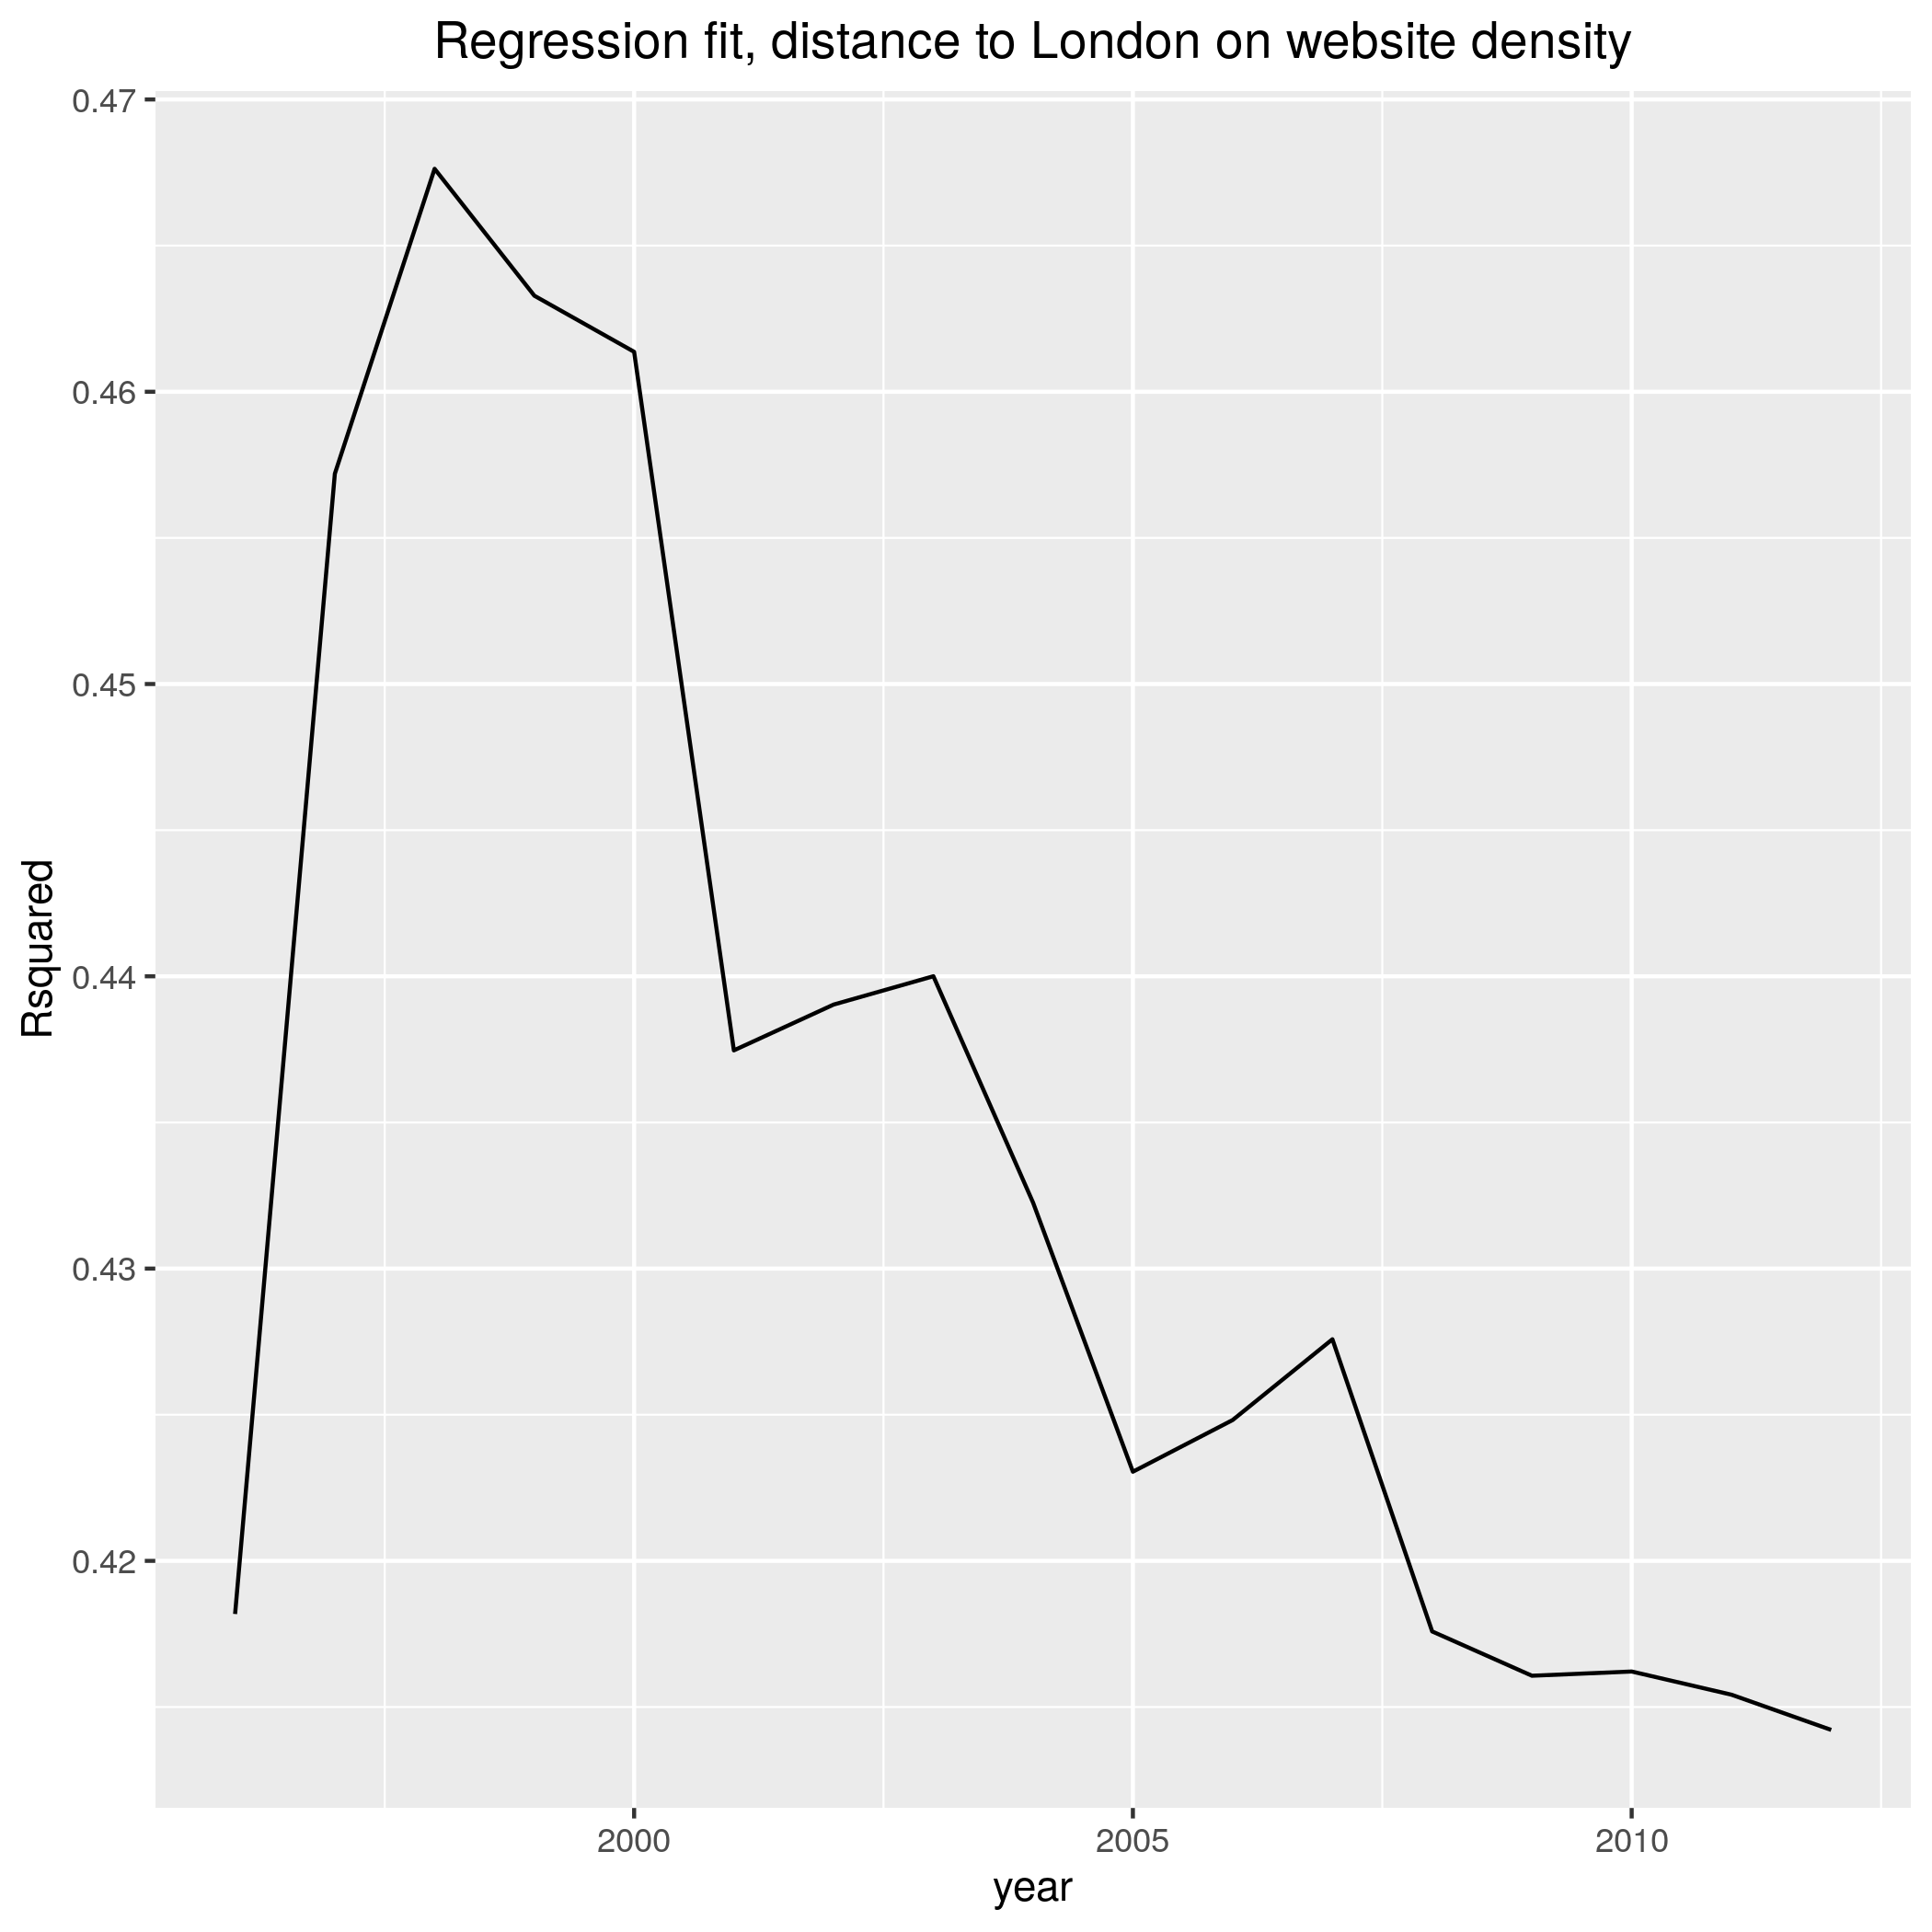 Regression fit, distance to London on website density
0.47
0.46
0.45
0.44
0.43
0.42
Rsquared
2000 2005 2010
year